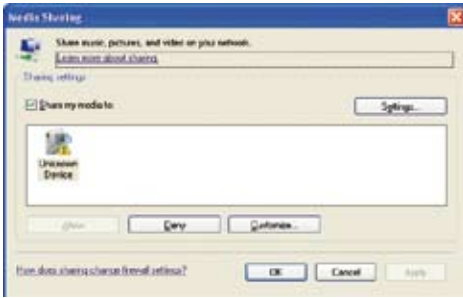 Media Sharing
Share music, pictures, and video on your network.
Learn more about sharing.
Sharing settings
Share my media to:
Settings...
Unknown
Device
Allow
Deny
Customize...
How does sharing change firewall settings?
OK
Cancel
Apply